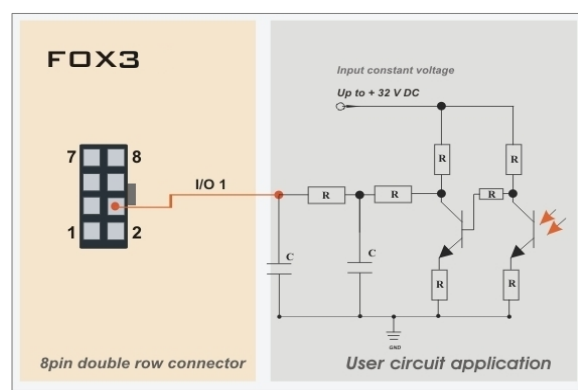 FOX3
Input constant voltage
Up to + 32 V DC
7 8
I/O 1
1 2
R
R
R
R
R
C
C
R
R
GND
8pin double row connector
User circuit application